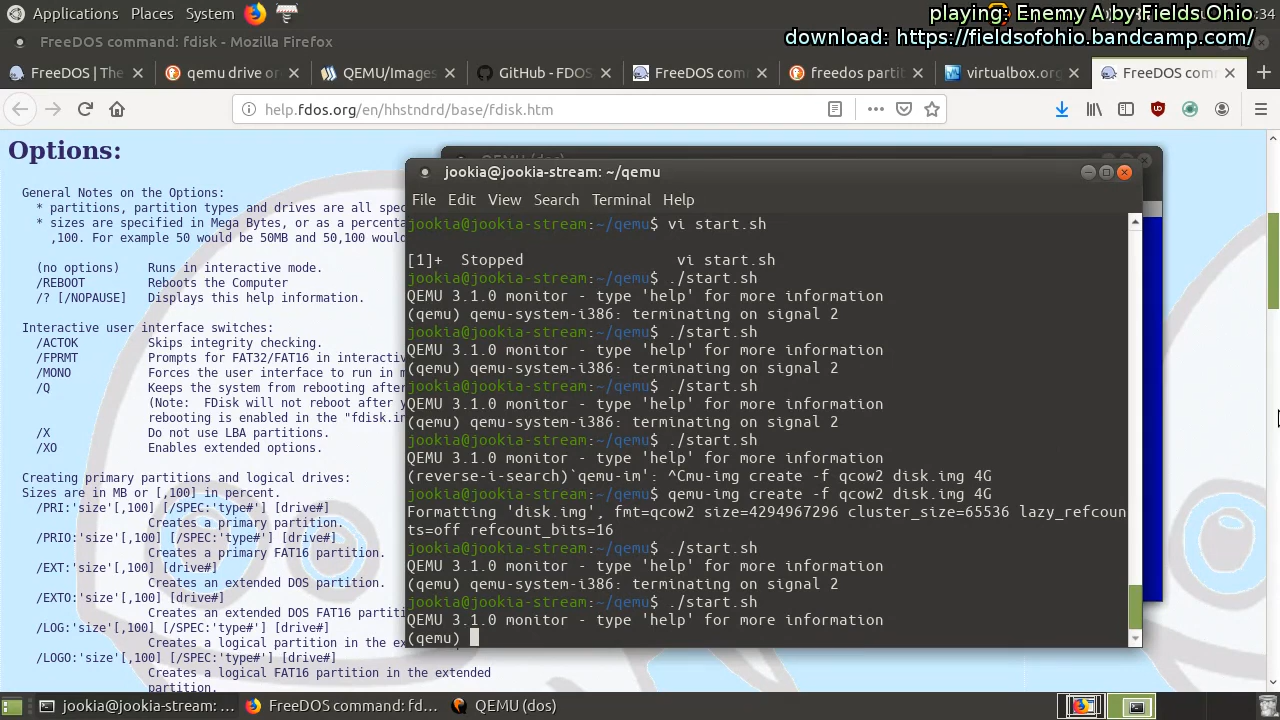 Applications Places System
:34
playing: Enemy A by Fields Ohio
download: https://fieldsofohio.bandcamp.com/
FreeDOS command: fdisk - Mozilla Firefox
FreeDOS | The
qemu drive or
QEMU/Images
GitHub - FDOS
FreeDOS com
freedos partit
virtualbox.org
FreeDOS com
help.fdos.org/en/hhstndrd/base/fdisk.htm
Options:
General Notes on the Options:
* partitions, partition types and drives are all spec
* sizes are specified in Mega Bytes, or as a percenta
,100. For example 50 would be 50MB and 50,100 woul
(no options) Runs in interactive mode.
/REBOOT Reboots the Computer
/? [/NOPAUSE] Displays this help information.
Interactive user interface switches:
/ACTOK Skips integrity checking.
/FPRMT Prompts for FAT32/FAT16 in interactiv
/MONO Forces the user interface to run in m
/Q Keeps the system from rebooting after
(Note: FDisk will not reboot after y
rebooting is enabled in the "fdisk.in
/X Do not use LBA partitions.
/XO Enables extended options.
Creating primary partitions and logical drives:
Sizes are in MB or [,100] in percent.
/PRI:'size'[,100] [/SPEC:'type#'] [drive#]
Creates a primary partition.
/PRIO:'size'[,100] [/SPEC:'type#'] [drive#]
Creates a primary FAT16 partition.
/EXT:'size'[,100] [drive#]
Creates an extended DOS partition.
/EXTO:'size'[,100] [drive#]
Creates an extended DOS FAT16 partiti
/LOG:'size'[,100] [/SPEC:'type#'] [drive#]
Creates a logical partition in the ex
/LOGO:'size'[,100] [/SPEC:'type#'] [drive#]
Creates a logical FAT16 partition in the extended
partition.
QEMU (dos)
jookia@jookia-stream: ~/qemu
File Edit View Search Terminal Help
jookia@jookia-stream:~/qemu$ vi start.sh
[1]+ Stopped vi start.sh
jookia@jookia-stream:~/qemu$ ./start.sh
QEMU 3.1.0 monitor - type 'help' for more information
(qemu) qemu-system-i386: terminating on signal 2
jookia@jookia-stream:~/qemu$ ./start.sh
QEMU 3.1.0 monitor - type 'help' for more information
(qemu) qemu-system-i386: terminating on signal 2
jookia@jookia-stream:~/qemu$ ./start.sh
QEMU 3.1.0 monitor - type 'help' for more information
(qemu) qemu-system-i386: terminating on signal 2
jookia@jookia-stream:~/qemu$ ./start.sh
QEMU 3.1.0 monitor - type 'help' for more information
(reverse-i-search)`qemu-im': ^Cmu-img create -f qcow2 disk.img 4G
jookia@jookia-stream:~/qemu$ qemu-img create -f qcow2 disk.img 4G
Formatting 'disk.img', fmt=qcow2 size=4294967296 cluster_size=65536 lazy_refcoun
ts=off refcount_bits=16
jookia@jookia-stream:~/qemu$ ./start.sh
QEMU 3.1.0 monitor - type 'help' for more information
(qemu) qemu-system-i386: terminating on signal 2
jookia@jookia-stream:~/qemu$ ./start.sh
QEMU 3.1.0 monitor - type 'help' for more information
(qemu)
jookia@jookia-stream: ...
FreeDOS command: fd...
QEMU (dos)